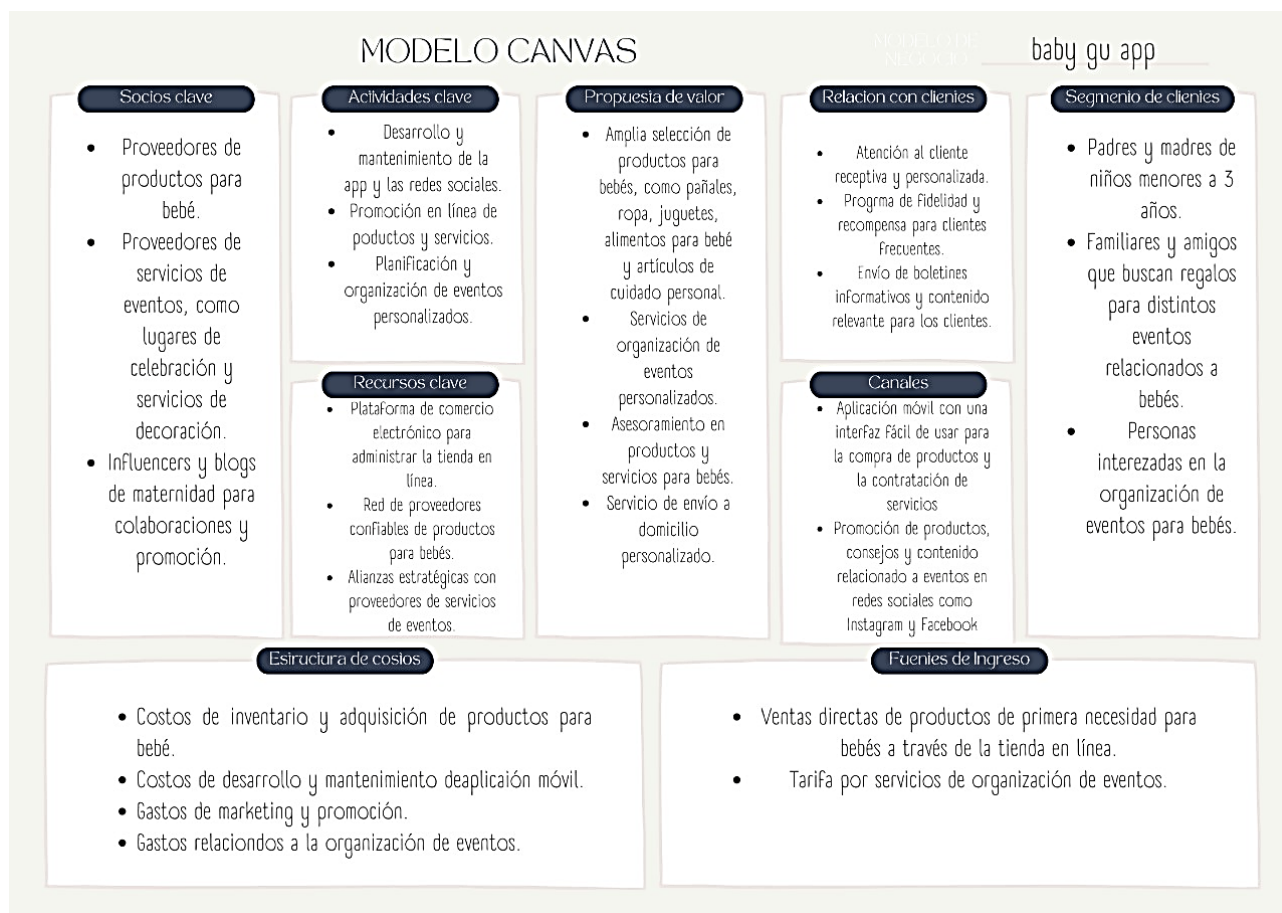 MODELO CANVAS
MODELO DE
NEGOCIO
baby gu app
Socios clave
• Proveedores de
productos para
bebé.
• Proveedores de
servicios de
eventos, como
lugares de
celebración y
servicios de
decoración.
• Influencers y blogs
de maternidad para
colaboraciones y
promoción.
Actividades clave
• Desarrollo y
mantenimiento de la
app y las redes sociales.
• Promoción en línea de
poductos y servicios.
• Planificación y
organización de eventos
personalizados.
Recursos clave
• Plataforma de comercio
electrónico para
administrar la tienda en
línea.
• Red de proveedores
confiables de productos
para bebés.
• Alianzas estratégicas con
proveedores de servicios
de eventos.
Propuesta de valor
• Amplia selección de
productos para
bebés, como pañales,
ropa, juguetes,
alimentos para bebé
y artículos de
cuidado personal.
• Servicios de
organización de
eventos
personalizados.
• Asesoramiento en
productos y
servicios para bebés.
• Servicio de envío a
domicilio
personalizado.
Relacion con clientes
• Atención al cliente
receptiva y personalizada.
• Progrma de fidelidad y
recompensa para clientes
frecuentes.
• Envío de boletines
informativos y contenido
relevante para los clientes.
Canales
• Aplicación móvil con una
interfaz fácil de usar para
la compra de productos y
la contratación de
servicios
• Promoción de productos,
consejos y contenido
relacionado a eventos en
redes sociales como
Instagram y Facebook
Segmento de clientes
• Padres y madres de
niños menores a 3
años.
• Familiares y amigos
que buscan regalos
para distintos
eventos
relacionados a
bebés.
• Personas
interezadas en la
organización de
eventos para bebés.
Estructura de costos
• Costos de inventario y adquisición de productos para
bebé.
• Costos de desarrollo y mantenimiento deaplicaión móvil.
• Gastos de marketing y promoción.
• Gastos relaciondos a la organización de eventos.
Fuentes de Ingreso
• Ventas directas de productos de primera necesidad para
bebés a través de la tienda en línea.
• Tarifa por servicios de organización de eventos.